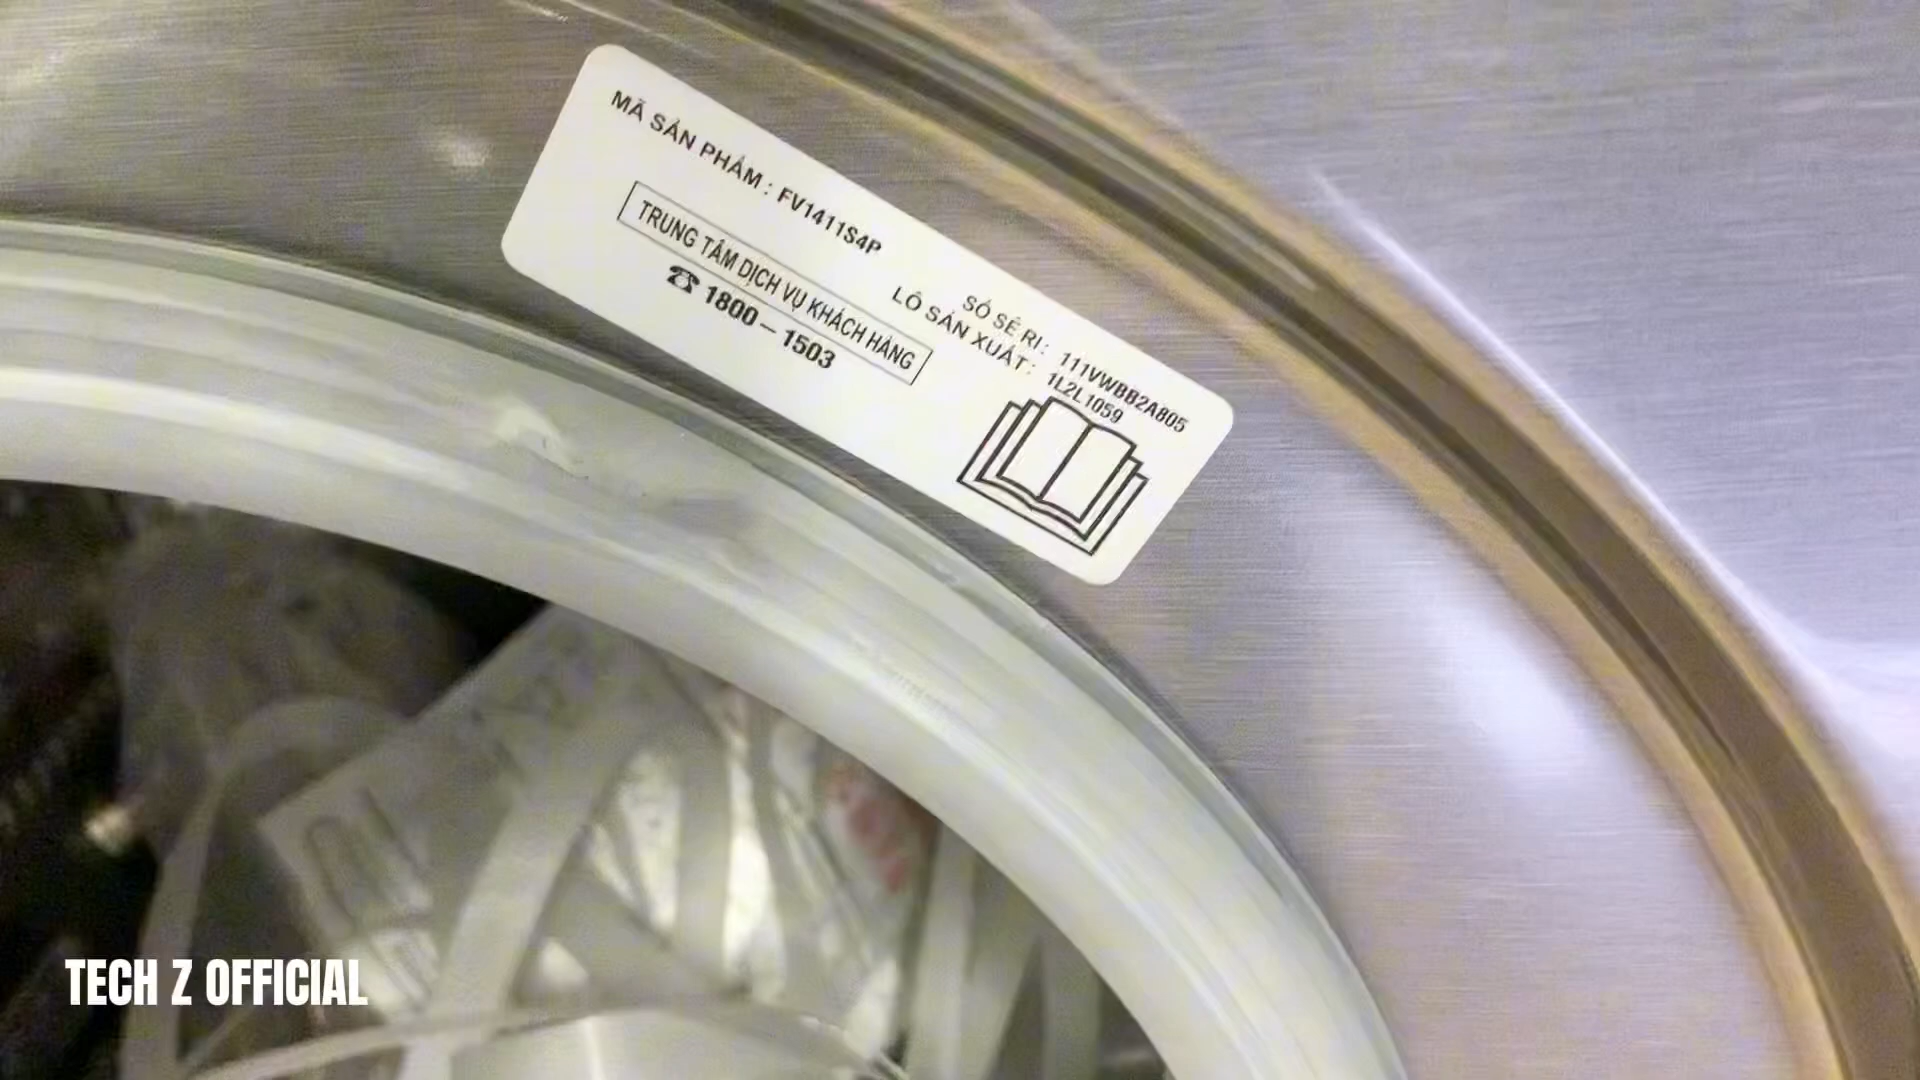 MÃ SẢN PHẨM : FV1411S4P
TRUNG TÂM DỊCH VỤ KHÁCH HÀNG
☎ 1800 – 1503
SỐ SÊ RI : 111VWBB2A805
LÔ SẢN XUẤT : 1L2L1059
TECH Z OFFICIAL